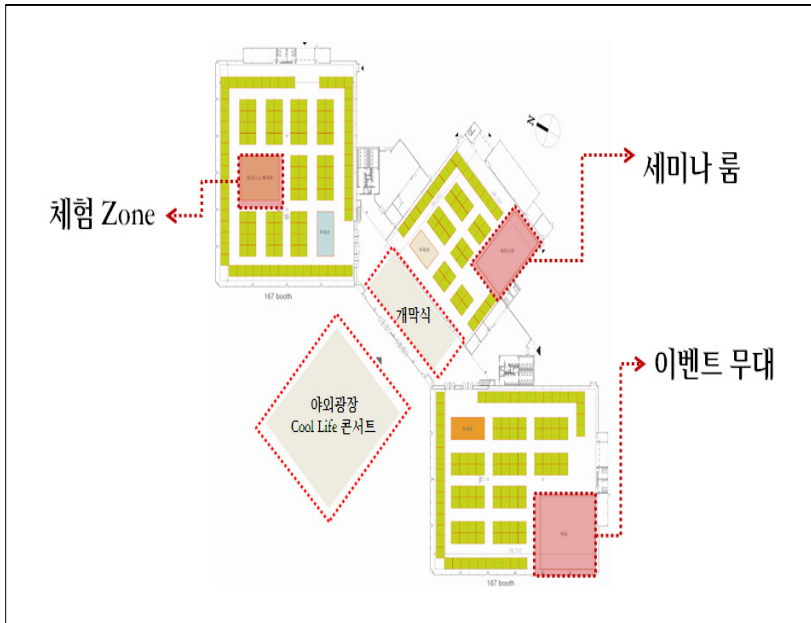 N
세미나 룸
체험 Zone
167 booth
개막식
이벤트 무대
야외광장
Cool Life 콘서트
167 booth